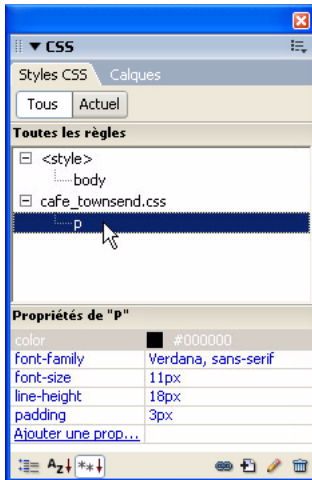 CSS
Styles CSS Calques
Tous Actuel
Toutes les règles
<style>
body
cafe_townsend.css
p
Propriétés de "P"
color #000000
font-family Verdana, sans-serif
font-size 11px
line-height 18px
padding 3px
Ajouter une prop...
Az↓ **↓